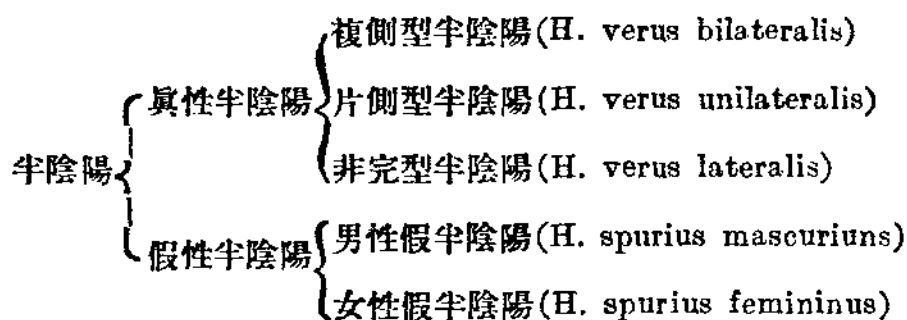 複側型半陰陽(H. verus bilateralis)
眞性半陰陽
片側型半陰陽(H. verus unilateralis)
非完型半陰陽(H. verus lateralis)
半陰陽
男性假半陰陽(H. spurius mascuriuns)
假性半陰陽
女性假半陰陽(H. spurius femininus)